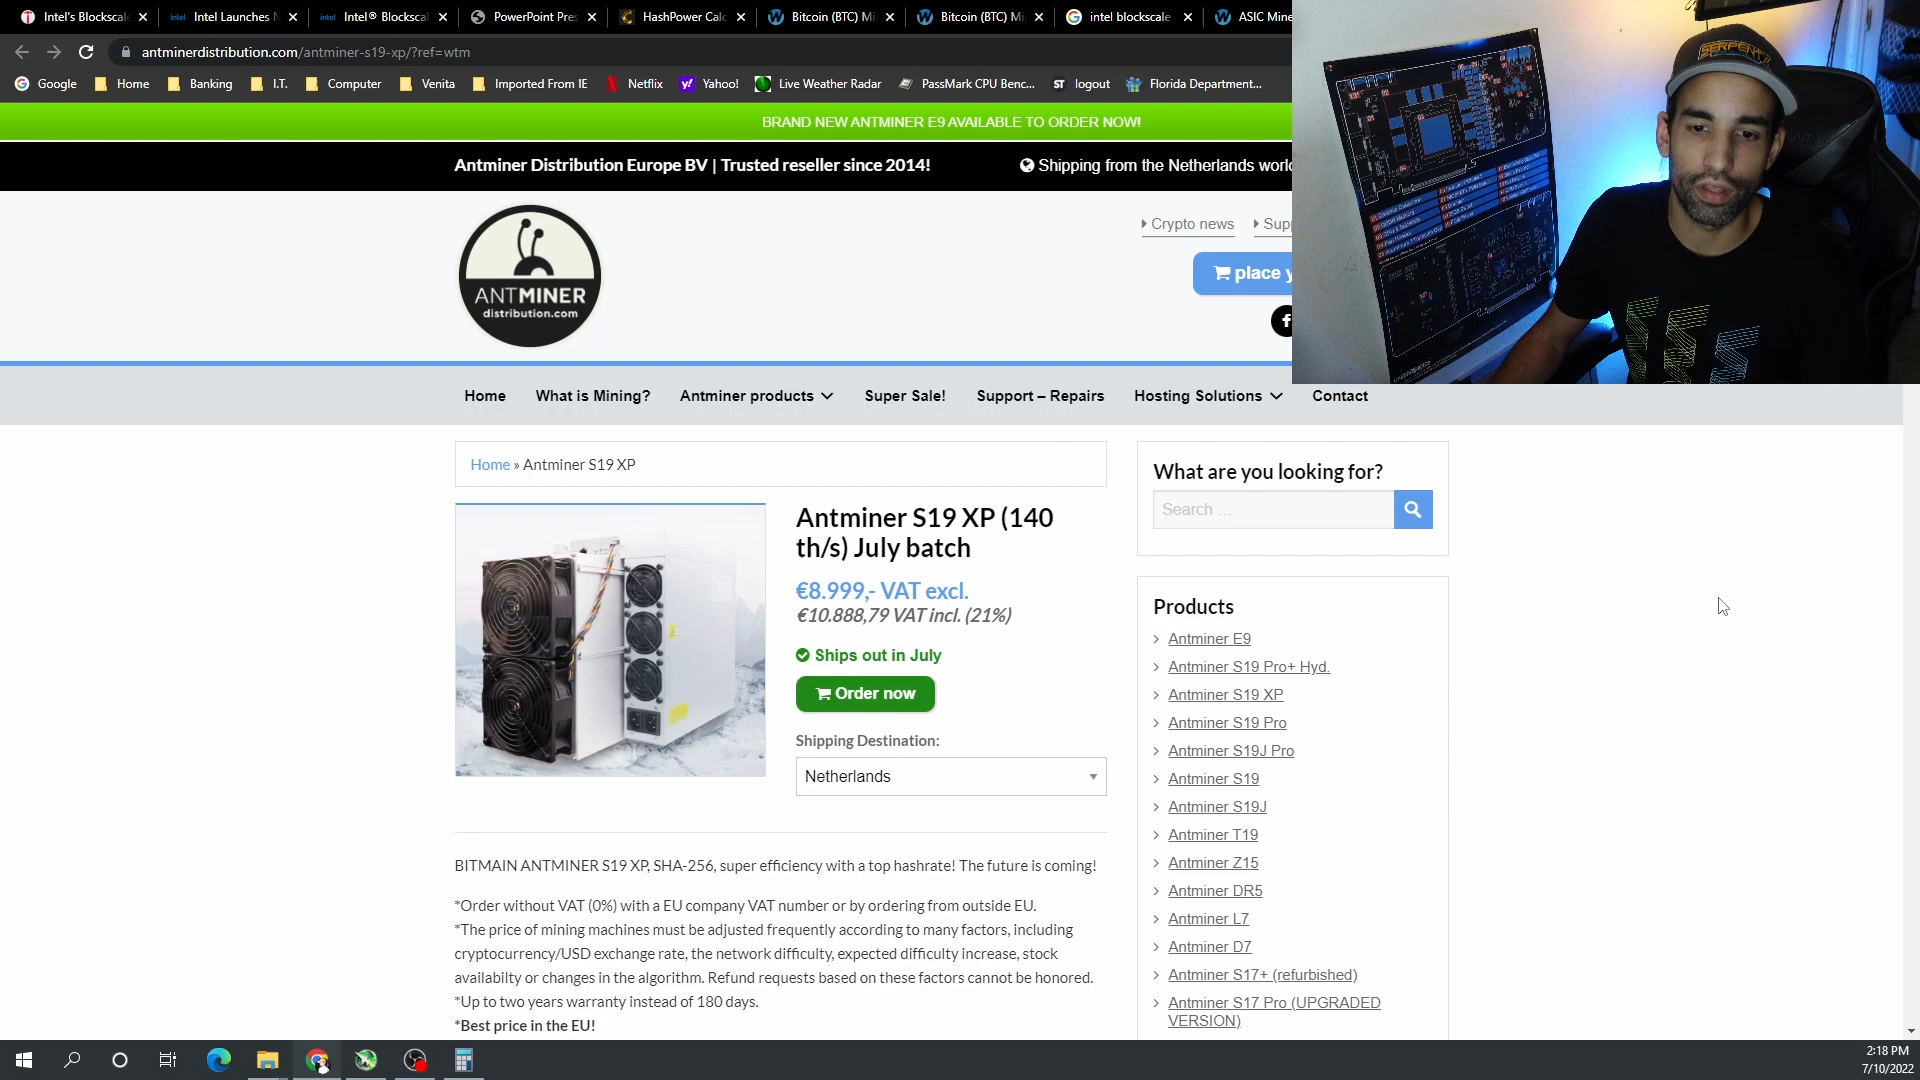 Intel's Blockscale
Intel Launches N
Intel® Blockscal
PowerPoint Pres
HashPower Calc
Bitcoin (BTC) Mi
Bitcoin (BTC) Mi
intel blockscale
ASIC Mine
antminerdistribution.com/antminer-s19-xp/?ref=wtm
Google Home Banking I.T. Computer Venita Imported From IE Netflix Yahoo! Live Weather Radar PassMark CPU Benc... logout Florida Department...
BRAND NEW ANTMINER E9 AVAILABLE TO ORDER NOW!
Antminer Distribution Europe BV | Trusted reseller since 2014!
Shipping from the Netherlands worl
SERPENT
Crypto news
Supp
ANTMINER
distribution.com
place y
Home What is Mining? Antminer products Super Sale! Support – Repairs Hosting Solutions Contact
Home » Antminer S19 XP
Antminer S19 XP (140
th/s) July batch
€8.999,- VAT excl.
€10.888,79 VAT incl. (21%)
Ships out in July
Order now
Shipping Destination:
Netherlands
BITMAIN ANTMINER S19 XP, SHA-256, super efficiency with a top hashrate! The future is coming!
*Order without VAT (0%) with a EU company VAT number or by ordering from outside EU.
*The price of mining machines must be adjusted frequently according to many factors, including
cryptocurrency/USD exchange rate, the network difficulty, expected difficulty increase, stock
availabilty or changes in the algorithm. Refund requests based on these factors cannot be honored.
*Up to two years warranty instead of 180 days.
*Best price in the EU!
What are you looking for?
Search ...
Products
Antminer E9
Antminer S19 Pro+ Hyd.
Antminer S19 XP
Antminer S19 Pro
Antminer S19J Pro
Antminer S19
Antminer S19J
Antminer T19
Antminer Z15
Antminer DR5
Antminer L7
Antminer D7
Antminer S17+ (refurbished)
Antminer S17 Pro (UPGRADED
VERSION)
2:18 PM
7/10/2022